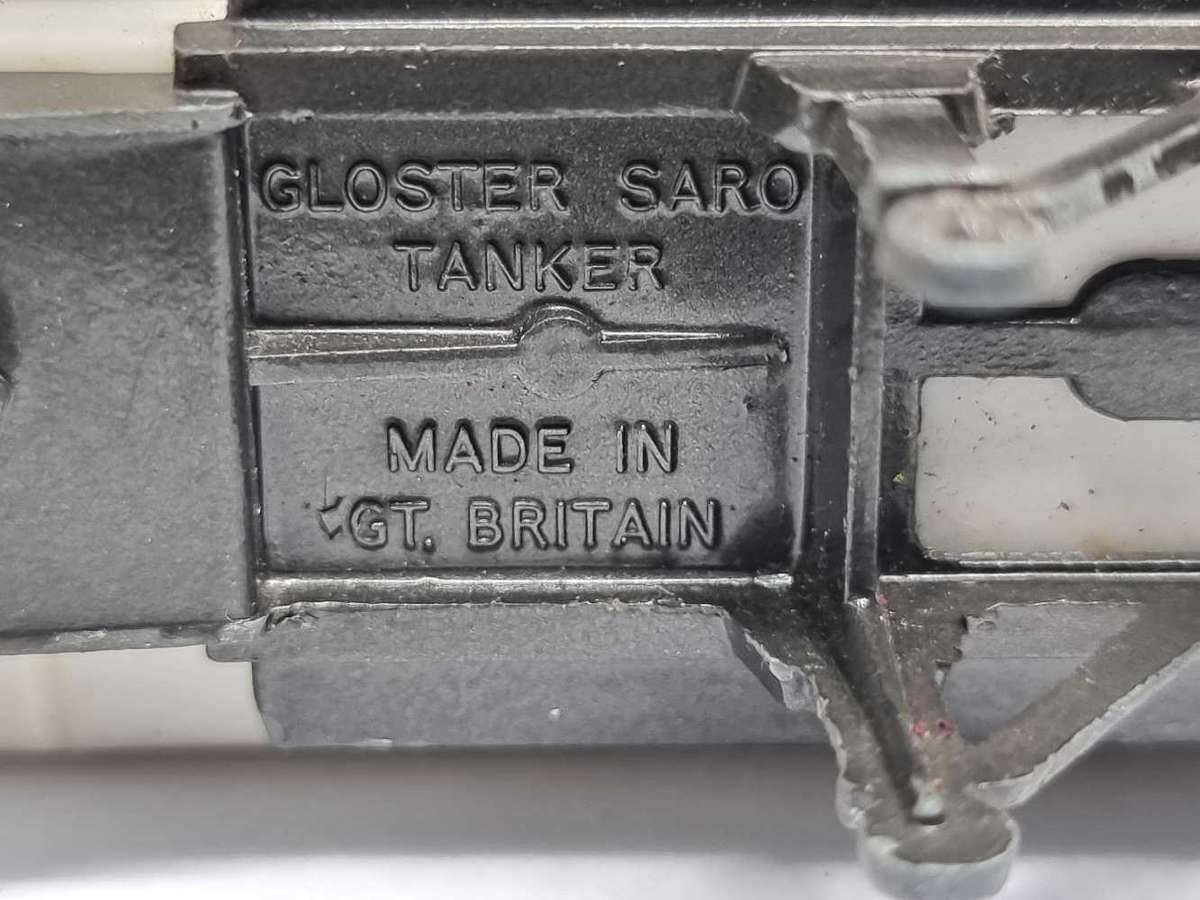 GLOSTER SARO
TANKER
MADE IN
GT. BRITAIN